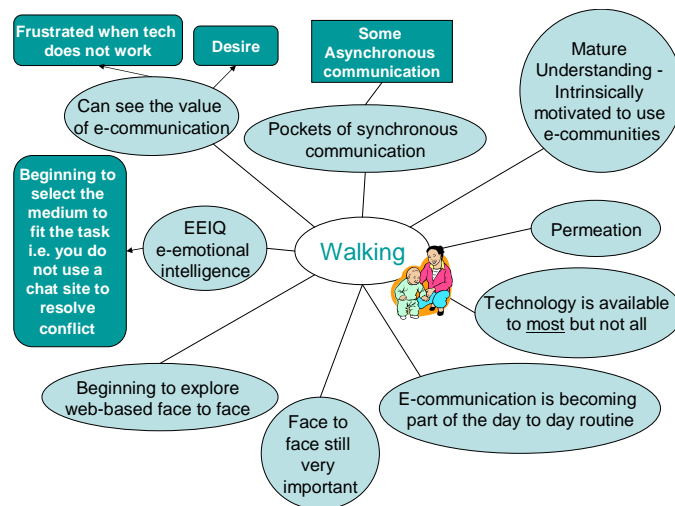 Frustrated when tech
does not work
Desire
Some
Asynchronous
communication
Mature
Understanding -
Intrinsically
motivated to use
e-communities
Can see the value
of e-communication
Pockets of synchronous
communication
Beginning to
select the
medium to
fit the task
i.e. you do
not use a
chat site to
resolve
conflict
EEIQ
e-emotional
intelligence
Walking
Permeation
Technology is available
to most but not all
Beginning to explore
web-based face to face
Face to
face still
very
important
E-communication is becoming
part of the day to day routine